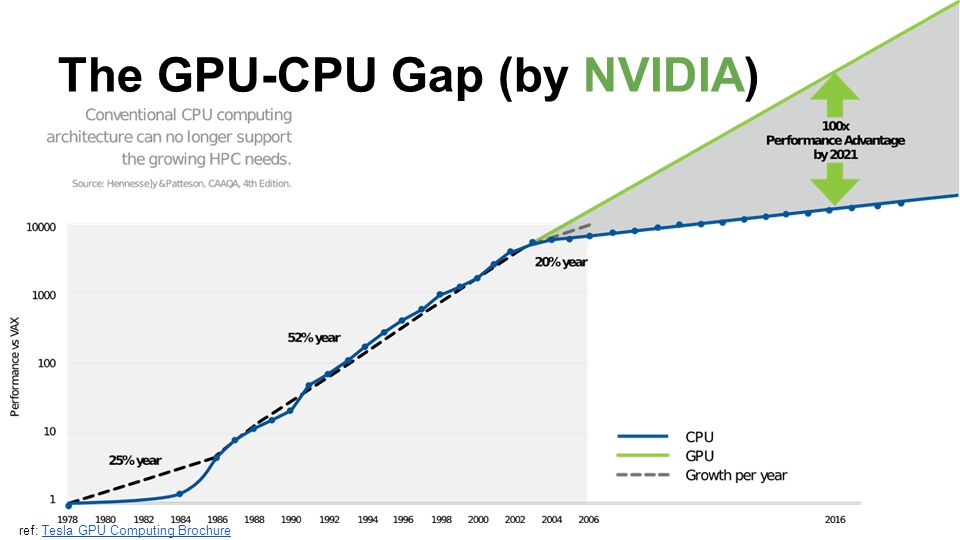 The GPU-CPU Gap (by NVIDIA)
Conventional CPU computing
architecture can no longer support
the growing HPC needs.
Source: Hennesse]y &Patteson, CAAQA, 4th Edition.
100x
Performance Advantage
by 2021
10000
1000
100
10
1
Performance vs VAX
20% year
52% year
25% year
CPU
GPU
Growth per year
1978 1980 1982 1984 1986 1988 1990 1992 1994 1996 1998 2000 2002 2004 2006 2016
ref: Tesla GPU Computing Brochure